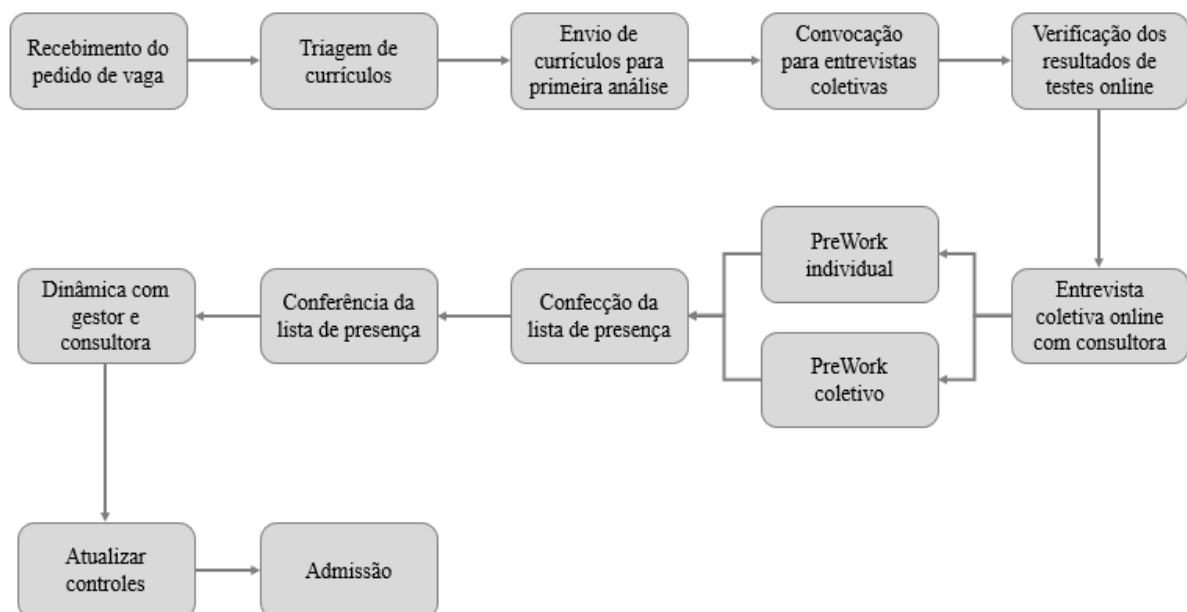 Recebimento do
pedido de vaga
Triagem de
currículos
Envio de
currículos para
primeira análise
Convocação
para entrevistas
coletivas
Verificação dos
resultados de
testes online
Entrevista
coletiva online
com consultora
PreWork
individual
PreWork
coletivo
Confecção da
lista de presença
Conferência da
lista de presença
Dinâmica com
gestor e
consultora
Atualizar
controles
Admissão